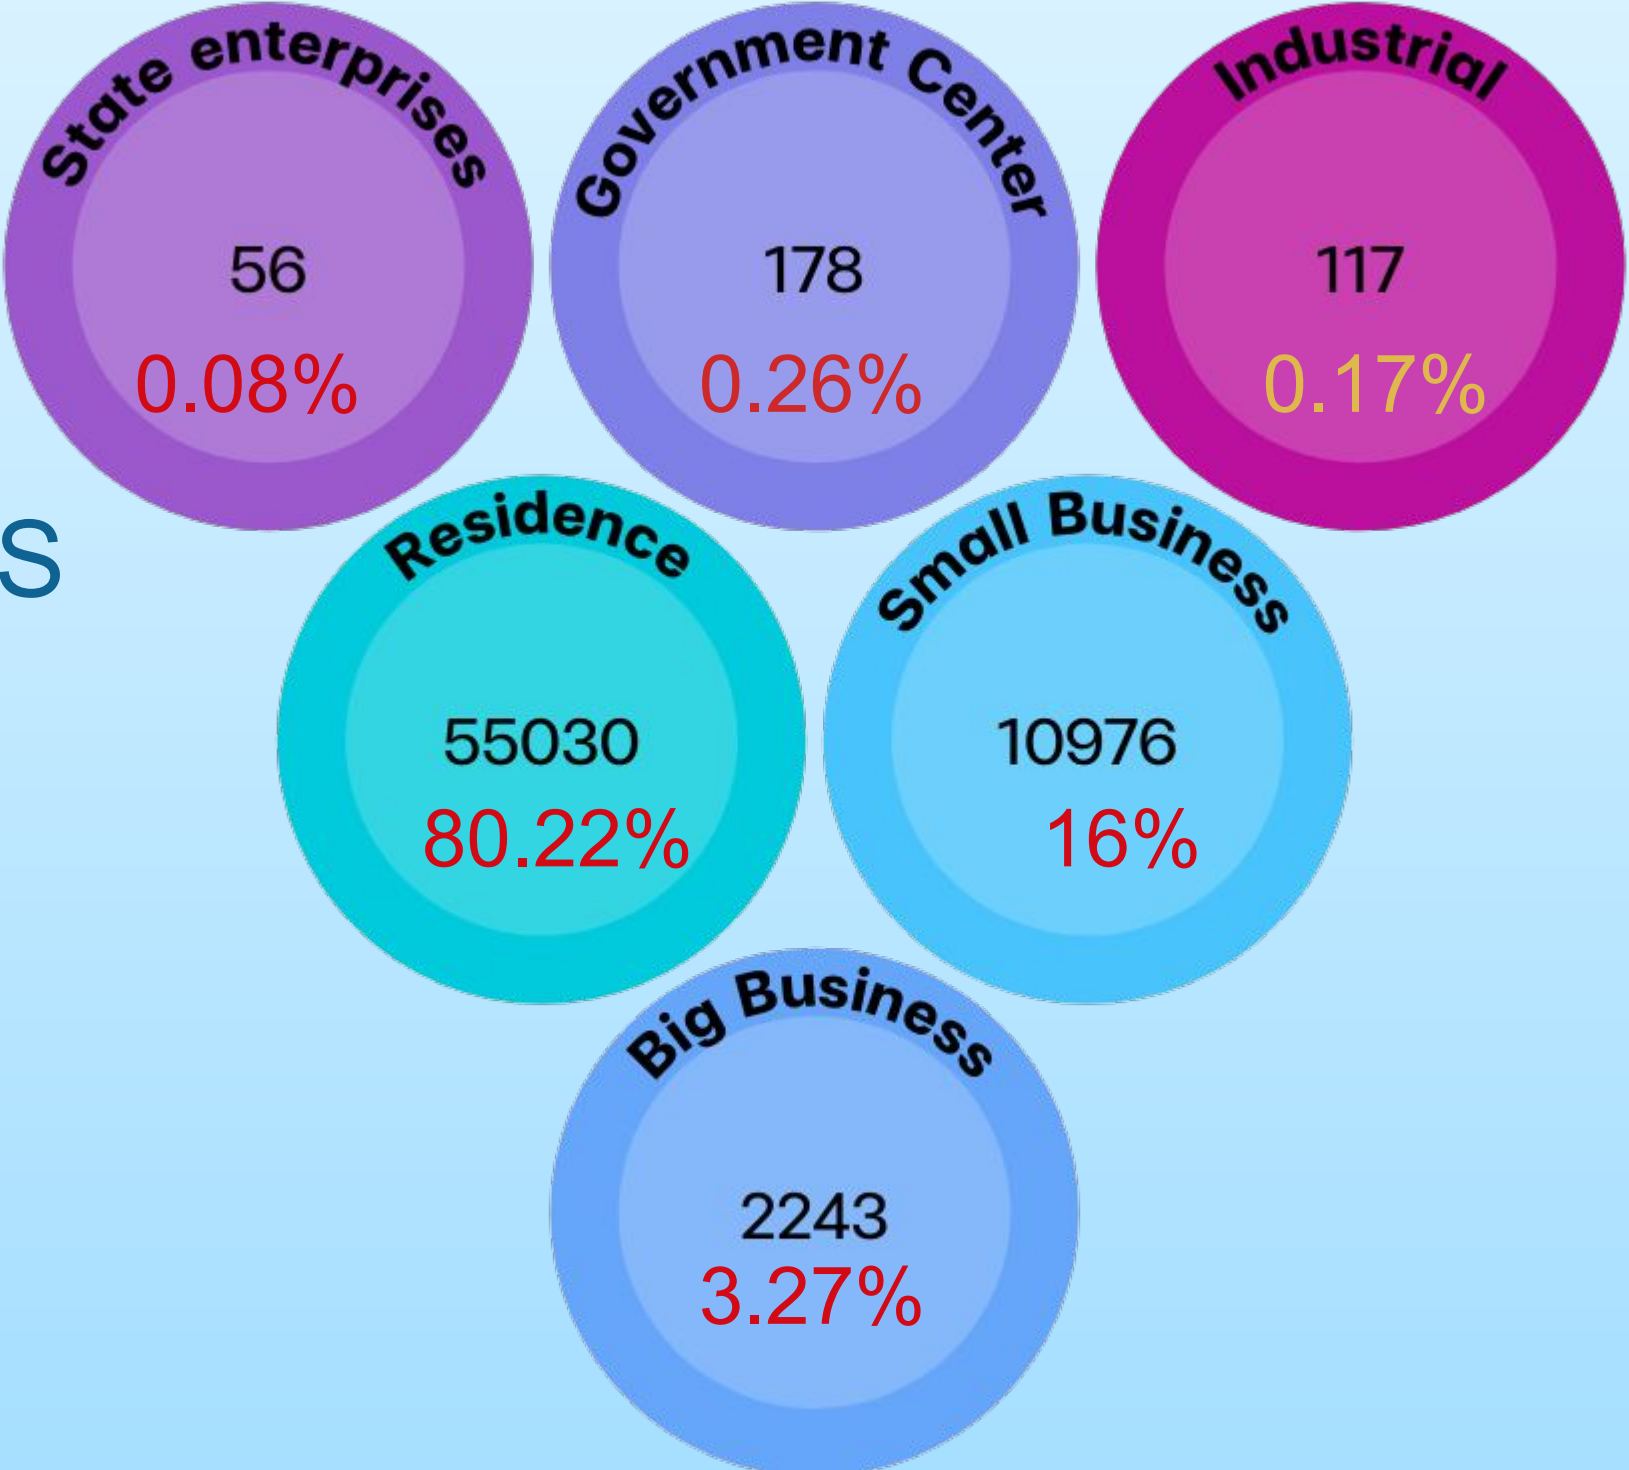 State enterprises
56
0.08%
Government Center
178
0.26%
Industrial
117
0.17%
S
Residence
55030
80.22%
Small Business
10976
16%
Big Business
2243
3.27%